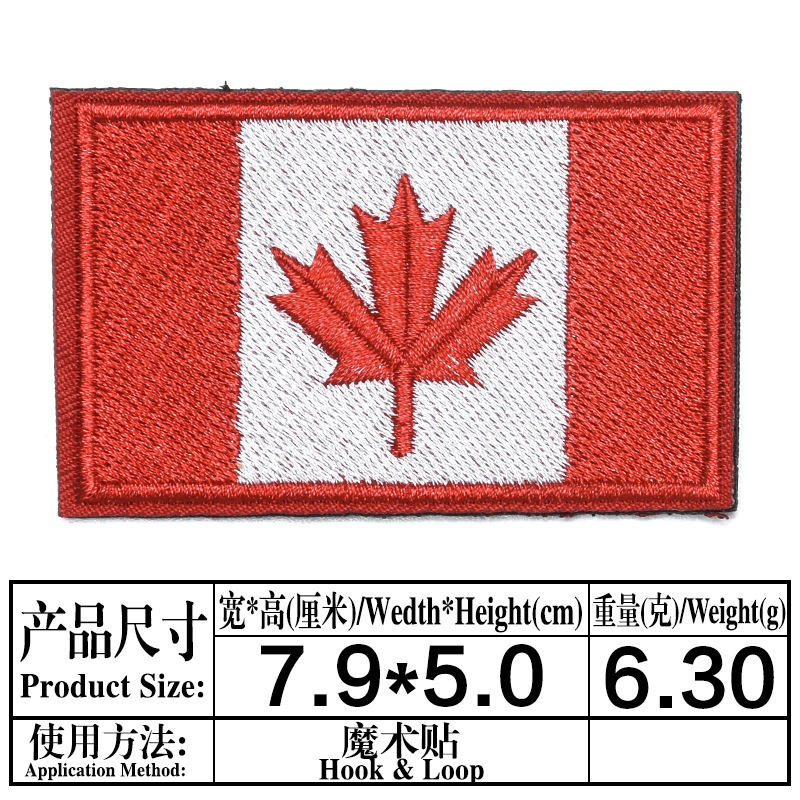 产品尺寸
Product Size:
宽*高(厘米)/Wedth*Height(cm)
7.9*5.0
重量(克)/Weight(g)
6.30
使用方法:
Application Method:
魔术贴
Hook & Loop